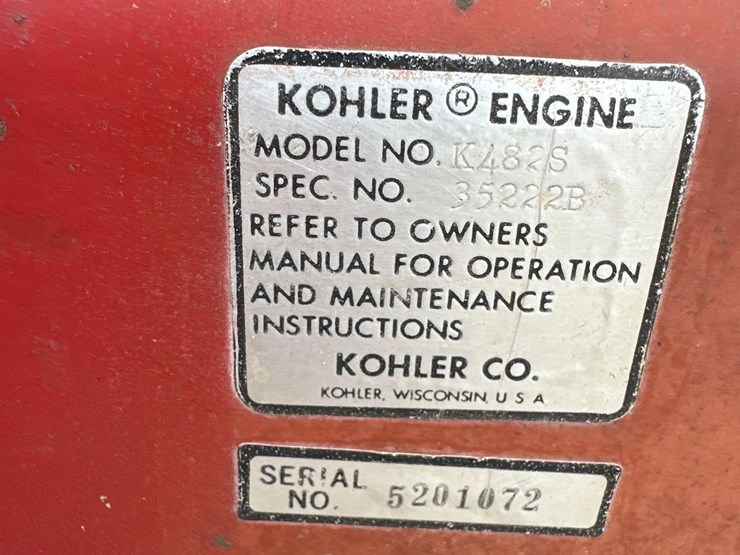 KOHLER ® ENGINE
MODEL NO. K482S
SPEC. NO. 35222B
REFER TO OWNERS
MANUAL FOR OPERATION
AND MAINTENANCE
INSTRUCTIONS
KOHLER CO.
KOHLER, WISCONSIN, U S A
SERIAL
NO. 5201072